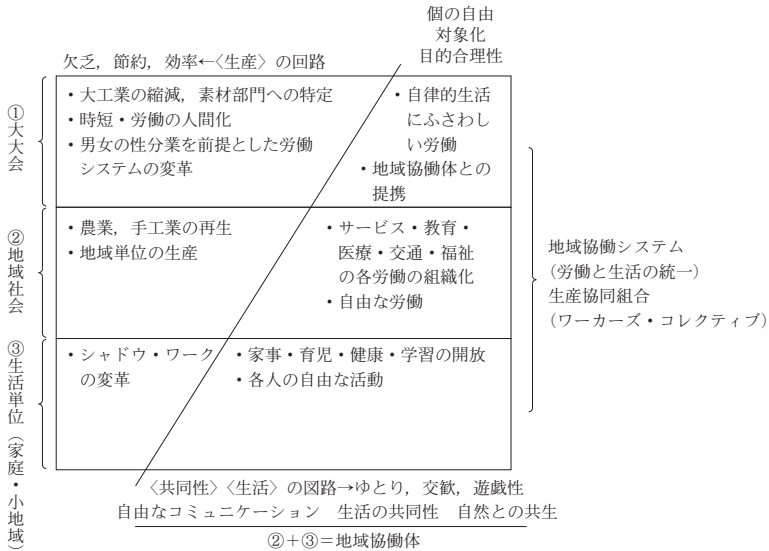 個の自由
対象化
目的合理性
欠乏，節約，効率←〈生産〉の回路
①大大会
・大工業の縮減，素材部門への特定
・時短・労働の人間化
・男女の性分業を前提とした労働
システムの変革
・自律的生活
にふさわし
い労働
・地域協働体との
提携
②地域社会
・農業，手工業の再生
・地域単位の生産
・サービス・教育・
医療・交通・福祉
の各労働の組織化
・自由な労働
地域協働システム
（労働と生活の統一）
生産協同組合
（ワーカーズ・コレクティブ）
③生活単位（家庭・小地域）
・シャドウ・ワーク
の変革
・家事・育児・健康・学習の開放
・各人の自由な活動
〈共同性〉〈生活〉の図路→ゆとり，交歓，遊戯性
自由なコミュニケーション　生活の共同性　自然との共生
②＋③＝地域協働体